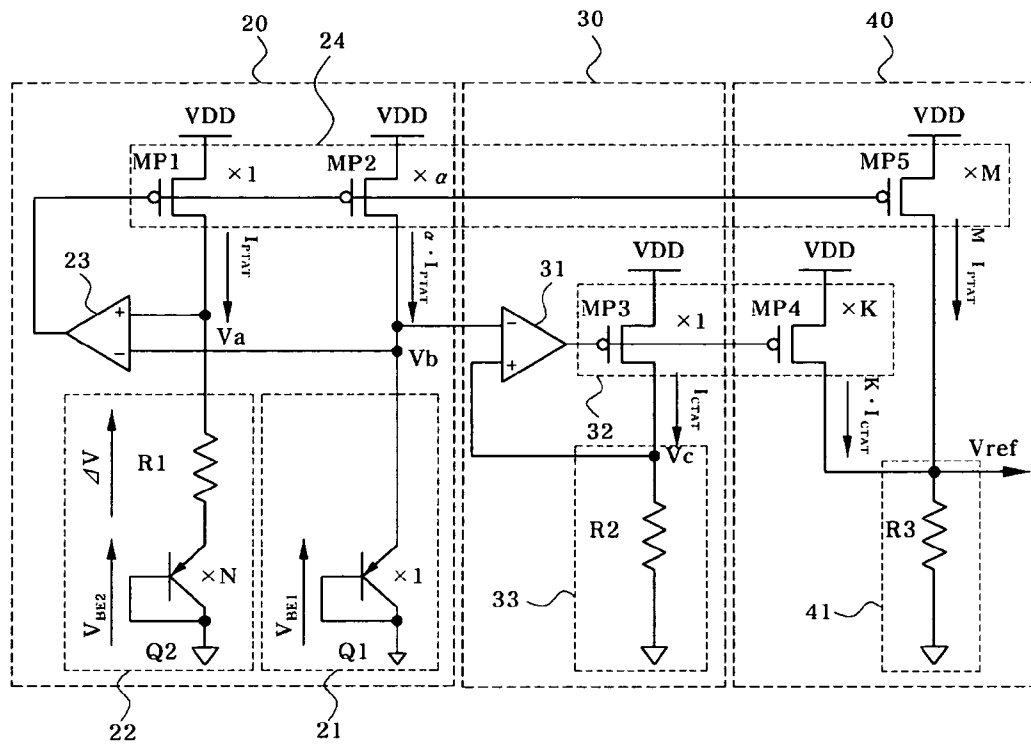 20
24
30
40
VDD
VDD
VDD
MP1
×1
MP2
×α
MP5
×M
I_PTAT
α・I_PTAT
M I_PTAT
23
+
−
Va
Vb
31
−
+
VDD
VDD
MP3
×1
MP4
×K
32
I_CTAT
K・I_CTAT
Vc
Vref
ΔV
R1
R2
R3
V_BE2
×N
V_BE1
×1
33
41
Q2
Q1
22
21